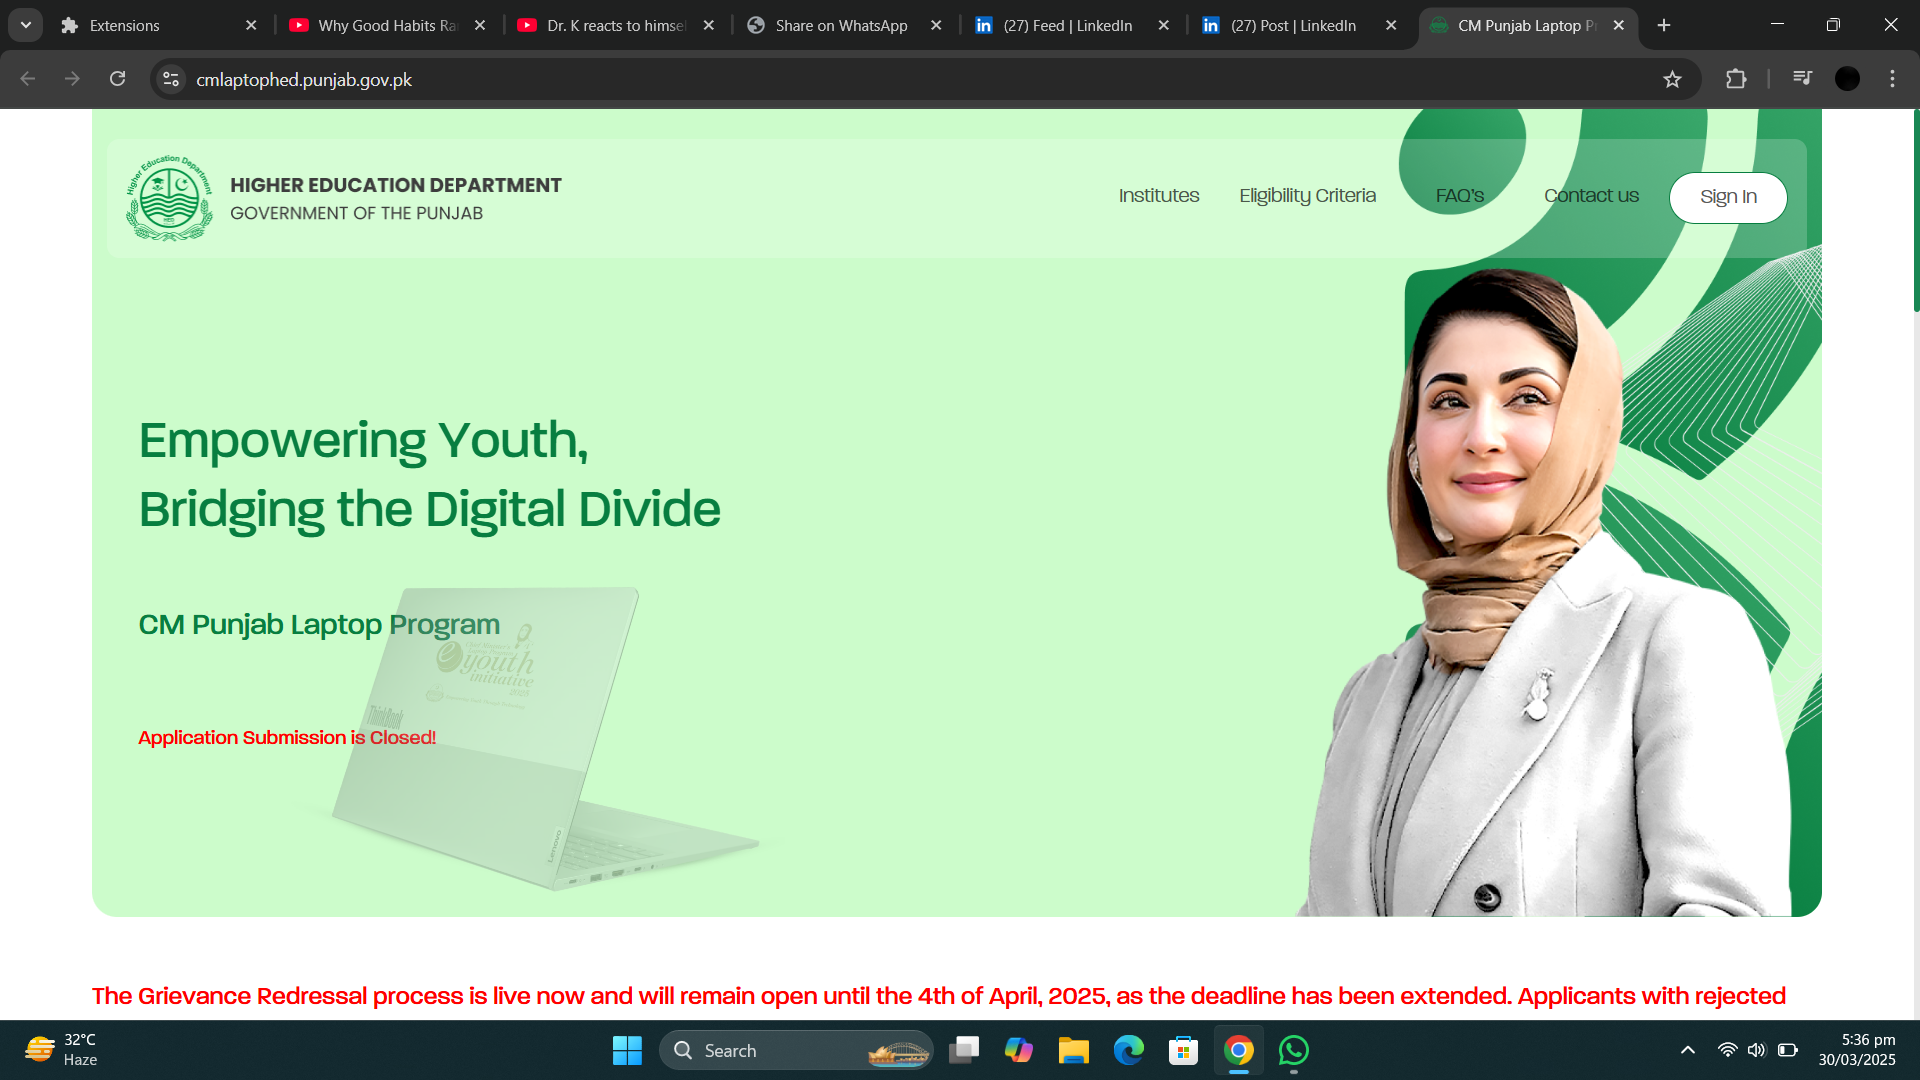 Extensions
Why Good Habits Ra
Dr. K reacts to himsel
Share on WhatsApp
(27) Feed | LinkedIn
(27) Post | LinkedIn
CM Punjab Laptop Pr
cmlaptophed.punjab.gov.pk
Higher Education Department
HIGHER EDUCATION DEPARTMENT
GOVERNMENT OF THE PUNJAB
Institutes
Eligibility Criteria
FAQ's
Contact us
Sign In
Empowering Youth,
Bridging the Digital Divide
CM Punjab Laptop Program
e youth
initiative
2025
ThinkBook
Application Submission is Closed!
Lenovo
The Grievance Redressal process is live now and will remain open until the 4th of April, 2025, as the deadline has been extended. Applicants with rejected
32°C
Haze
Search
5:36 pm
30/03/2025